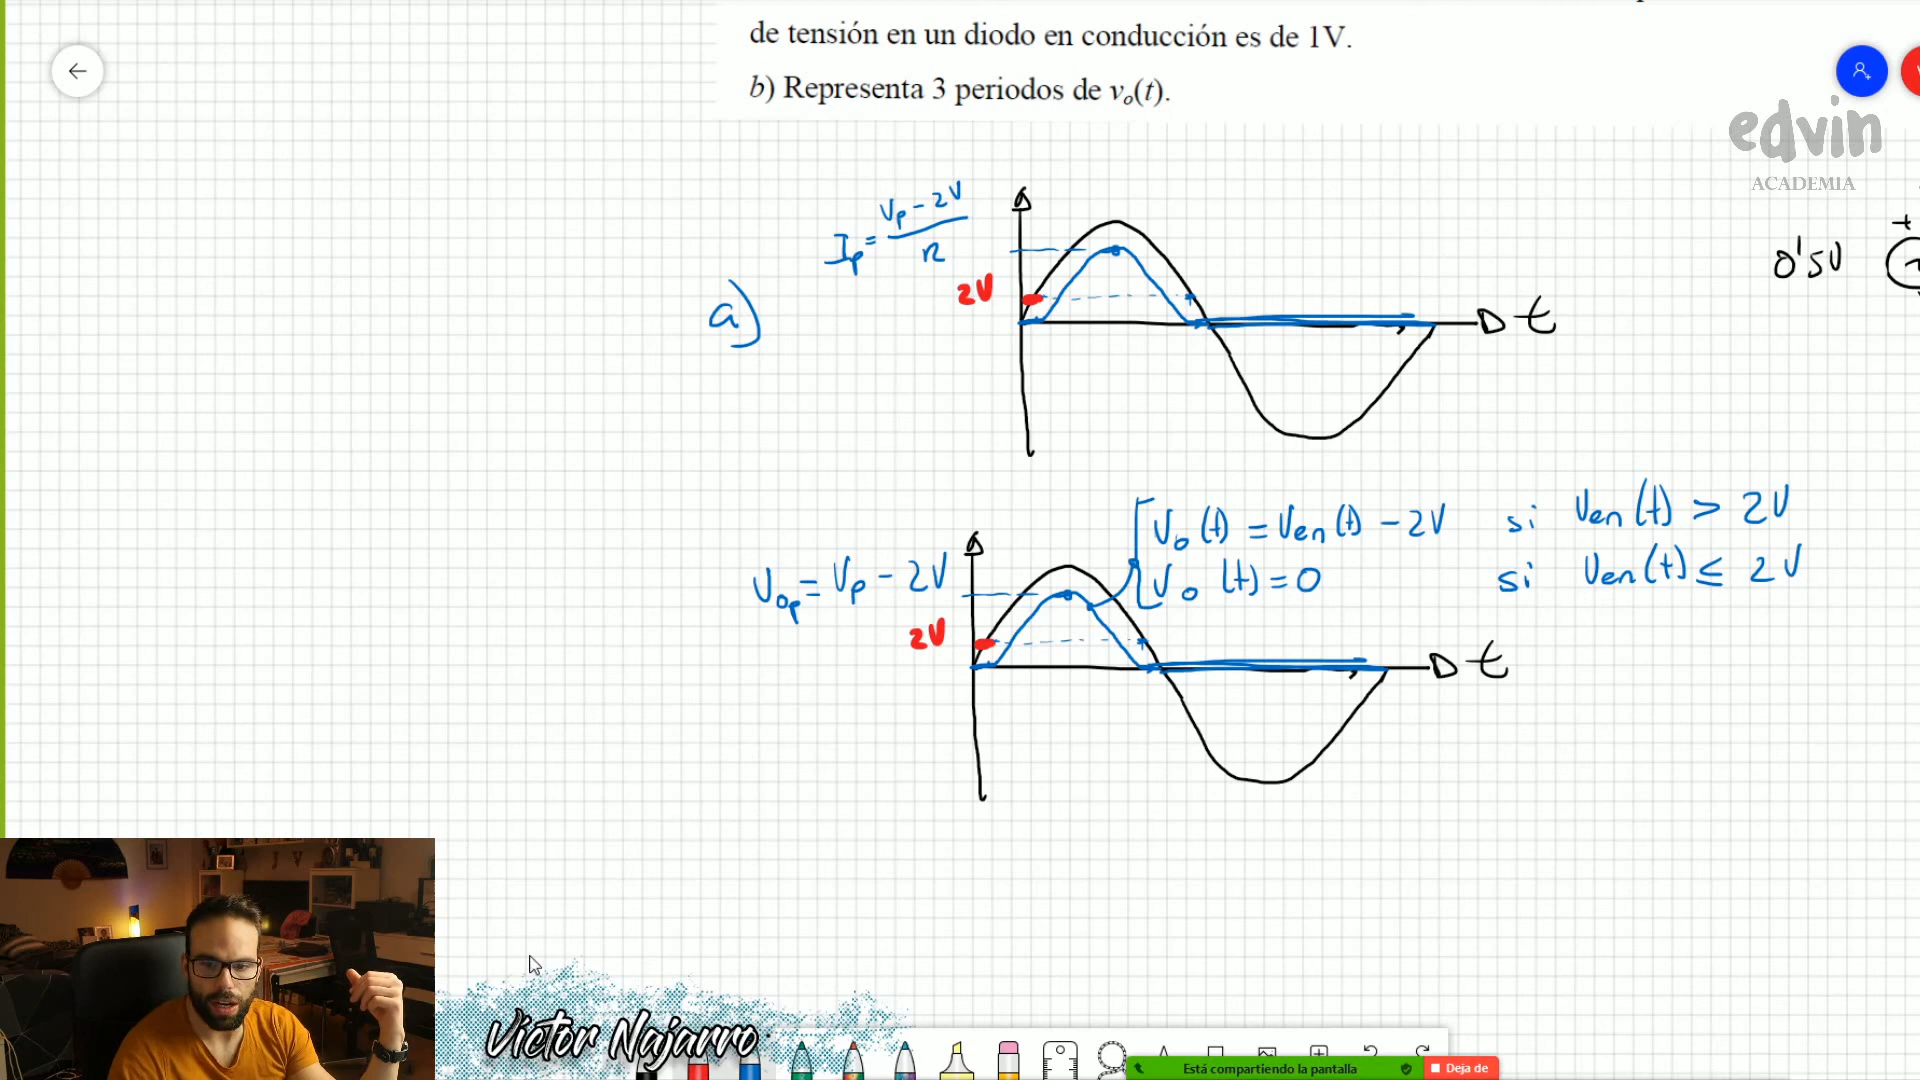 de tensión en un diodo en conducción es de 1V.
b) Representa 3 periodos de vₒ(t).
edvin
ACADEMIA
Ip = Vp - 2V / R
0'5V
+
2V
a)
t
Vo(t) = Ven(t) - 2V si Ven(t) > 2V
Vo(t) = 0 si Ven(t) ≤ 2V
Vop = Vp - 2V
2V
t
Víctor Najarro
Está compartiendo la pantalla
Deja de